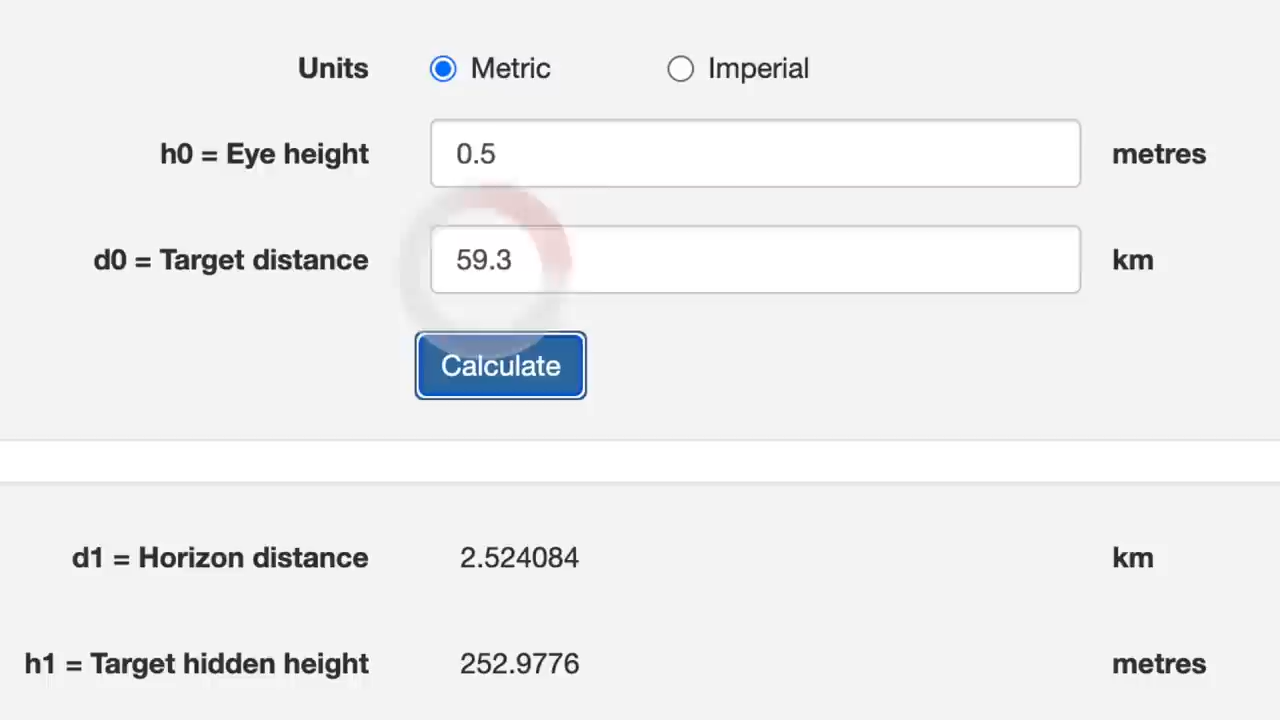 Units Metric Imperial
h0 = Eye height 0.5 metres
d0 = Target distance 59.3 km
Calculate
d1 = Horizon distance 2.524084 km
h1 = Target hidden height 252.9776 metres